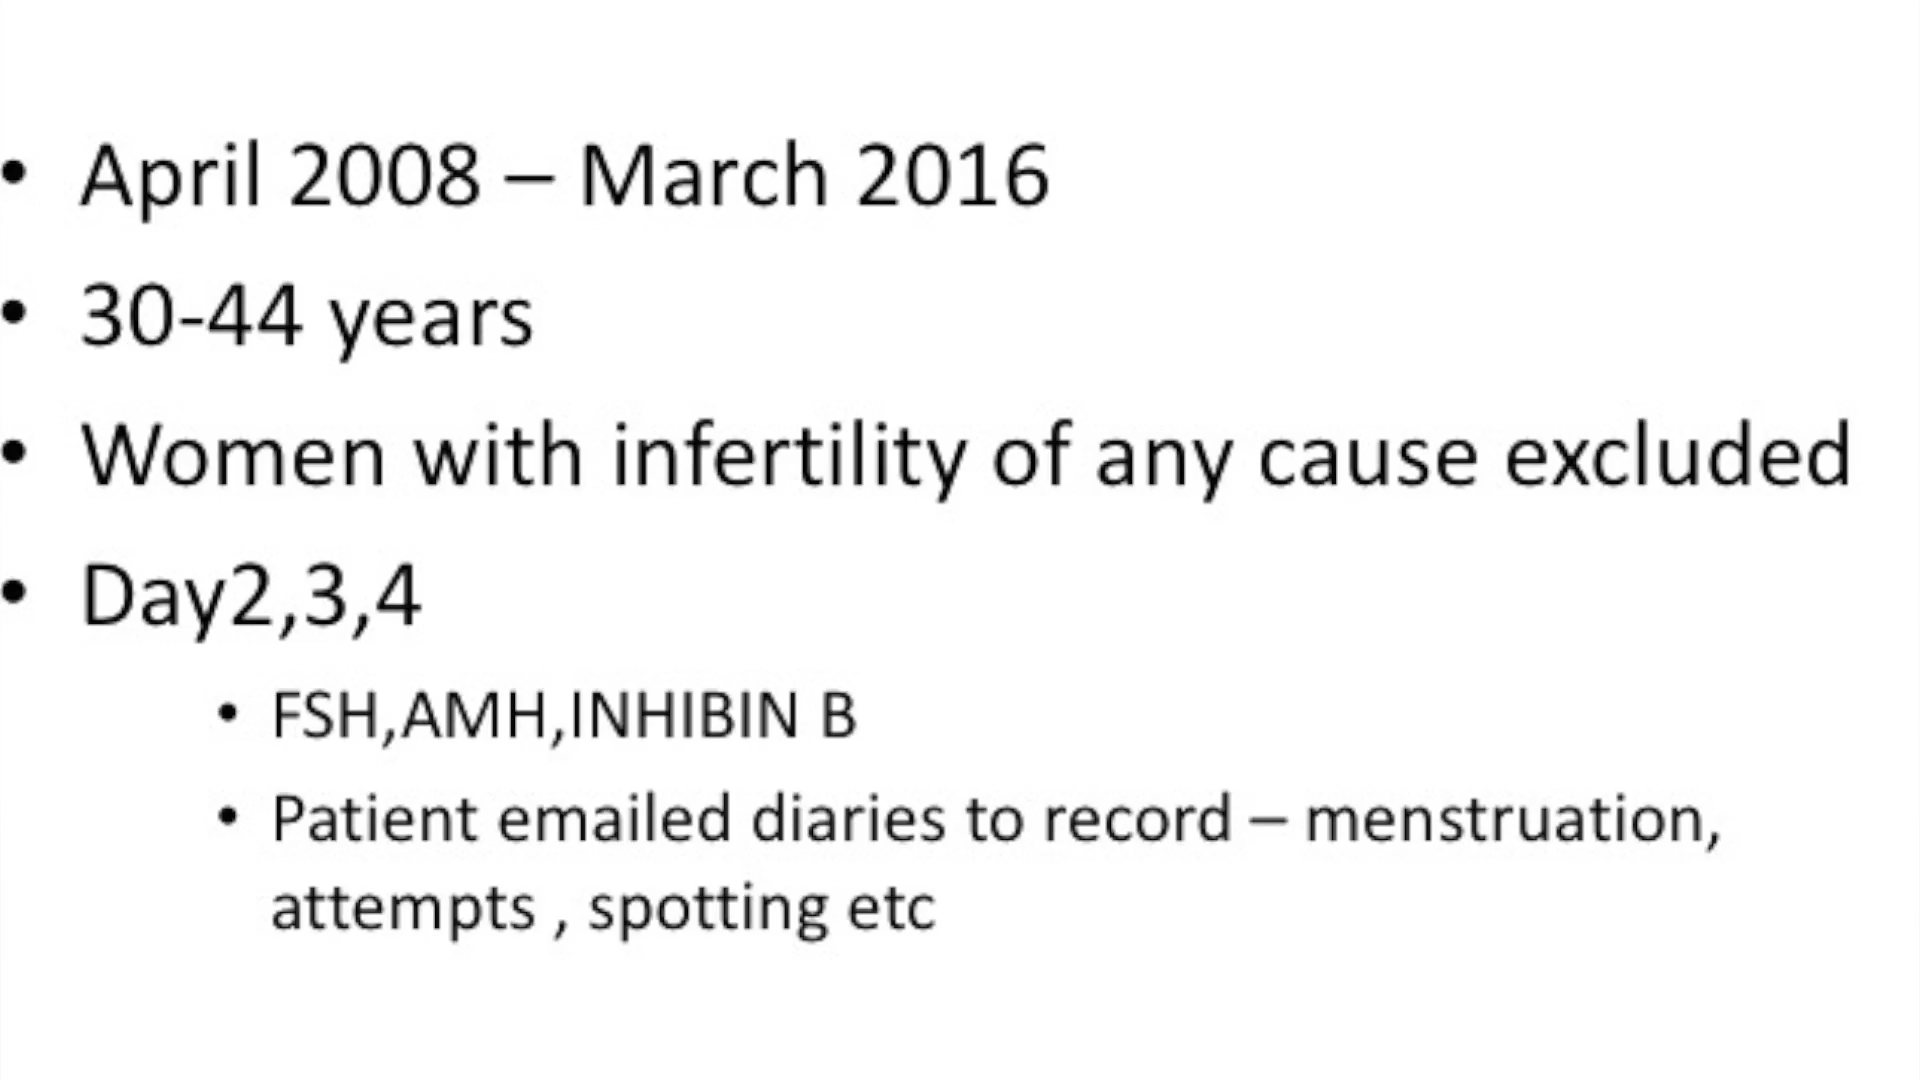 • April 2008 – March 2016
• 30-44 years
• Women with infertility of any cause excluded
• Day2,3,4
• FSH,AMH,INHIBIN B
• Patient emailed diaries to record – menstruation,
attempts , spotting etc